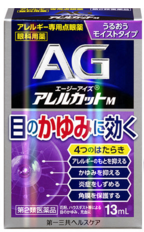 アレルギー専用点眼薬
眼科用薬
うるおう
モイストタイプ
AG
エージーアイズ
アレルカットM
目のかゆみに効く
4つのはたらき
アレルギーのもとを抑える
かゆみを抑える
炎症をしずめる
角膜を保護する
第2類医薬品
13mL
第一三共ヘルスケア